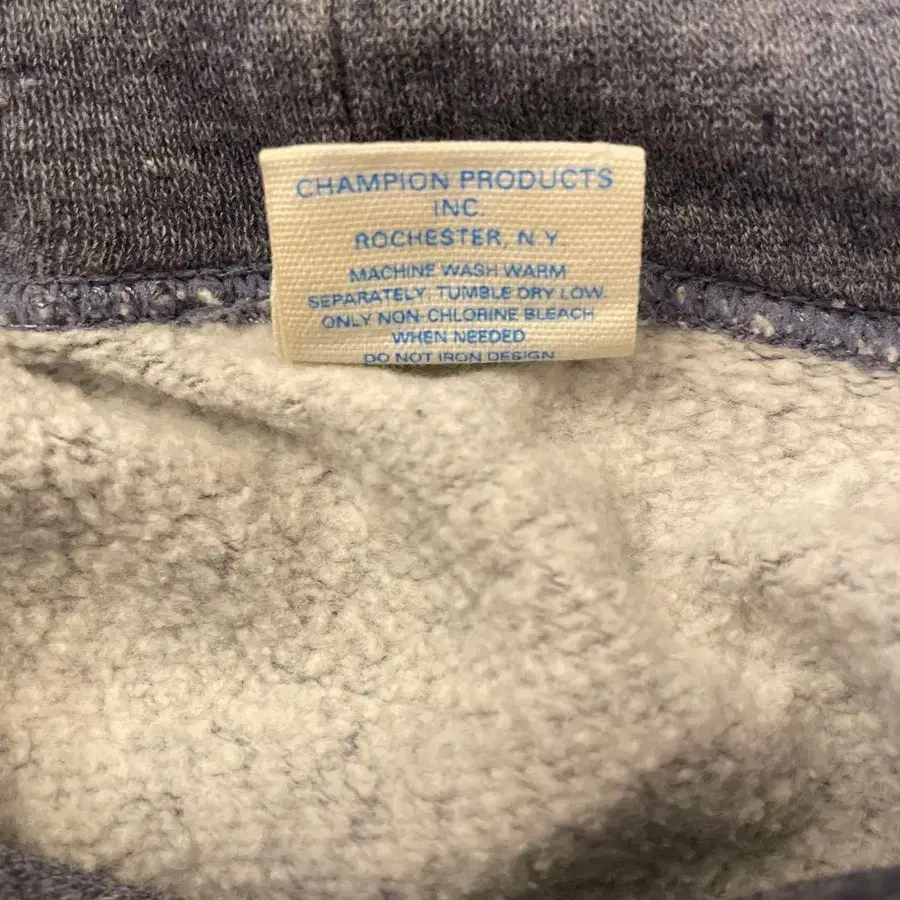 CHAMPION PRODUCTS
INC.
ROCHESTER, N.Y.
MACHINE WASH WARM
SEPARATELY. TUMBLE DRY LOW.
ONLY NON-CHLORINE BLEACH
WHEN NEEDED
DO NOT IRON DESIGN